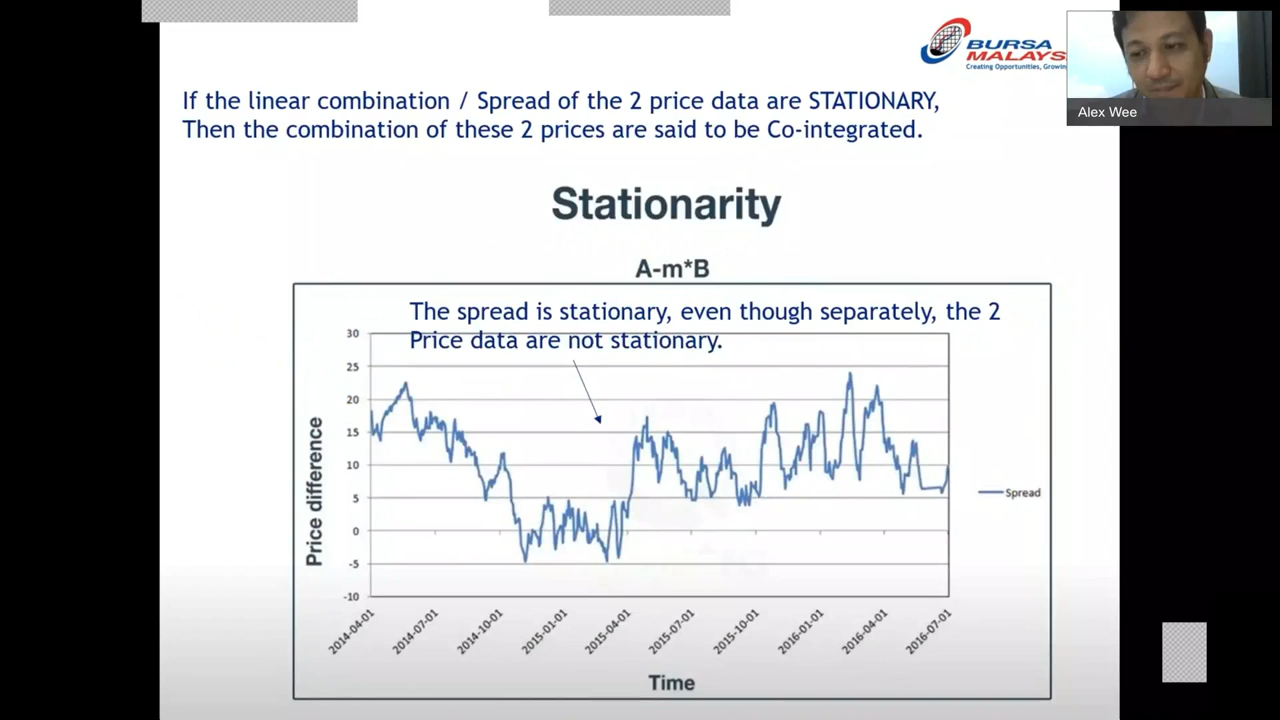 BURSA
MALAYS
Creating Opportunities, Growin
Alex Wee
If the linear combination / Spread of the 2 price data are STATIONARY,
Then the combination of these 2 prices are said to be Co-integrated.
Stationarity
A-m*B
The spread is stationary, even though separately, the 2
Price data are not stationary.
30
25
20
15
10
5
0
-5
-10
Price difference
Spread
2014-04-01
2014-07-01
2014-10-01
2015-01-01
2015-04-01
2015-07-01
2015-10-01
2016-01-01
2016-04-01
2016-07-01
Time